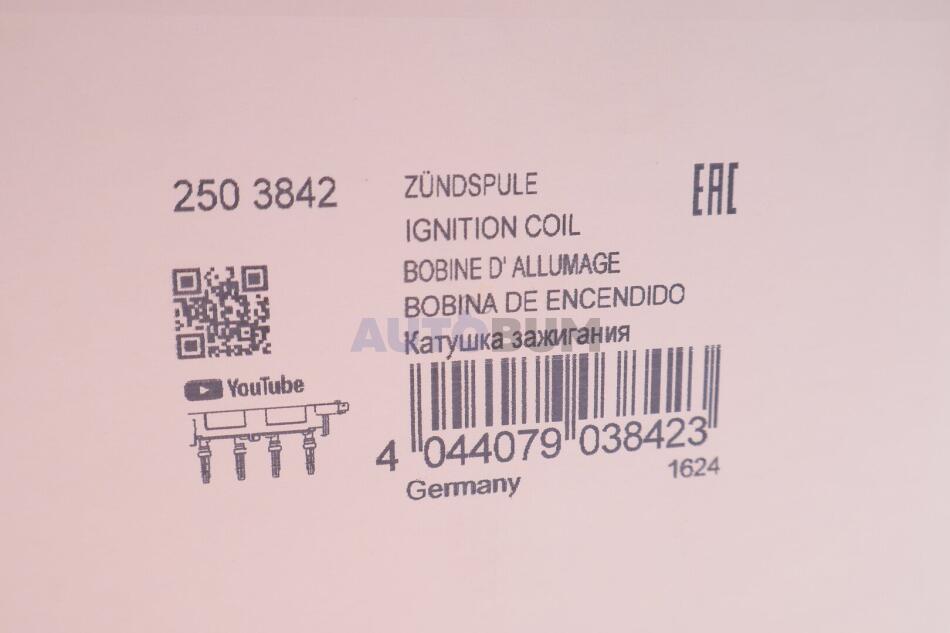 250 3842
ZÜNDSPULE
EAC
IGNITION COIL
BOBINE D' ALLUMAGE
BOBINA DE ENCENDIDO
AUTOBUM
Катушка зажигания
YouTube
4 044079 038423
Germany
1624